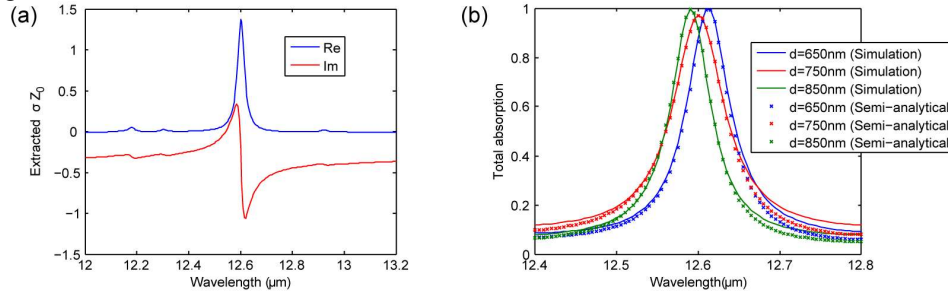 (a)
Extracted σ Z0
1.5
1
0.5
0
−0.5
−1
−1.5
Re
Im
12 12.2 12.4 12.6 12.8 13 13.2
Wavelength (μm)
(b)
Total absorption
1
0.8
0.6
0.4
0.2
0
d=650nm (Simulation)
d=750nm (Simulation)
d=850nm (Simulation)
d=650nm (Semi-analytical
d=750nm (Semi-analytical
d=850nm (Semi-analytical
12.4 12.5 12.6 12.7 12.8
Wavelength(μm)